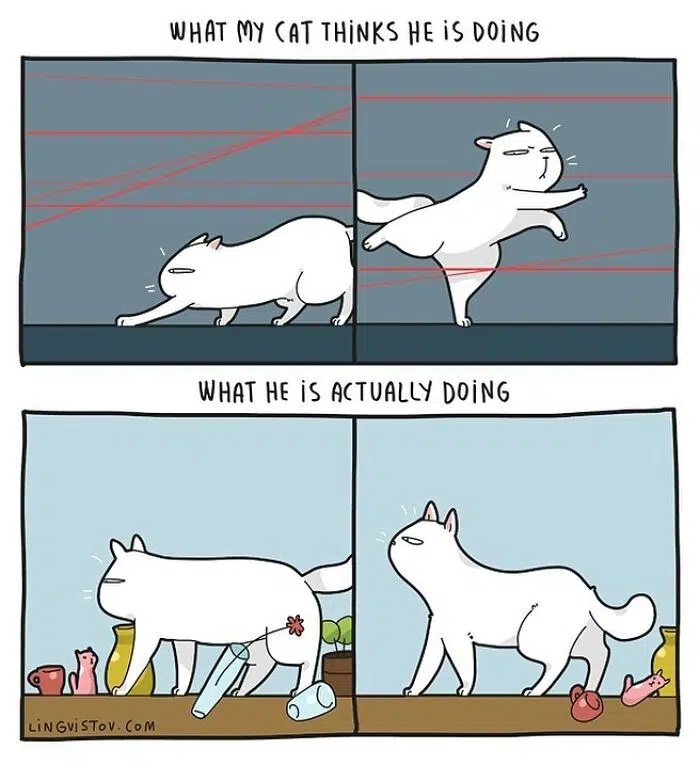 WHAT MY CAT THINKS HE IS DOING
WHAT HE IS ACTUALLY DOING
LINGVISTOV.COM